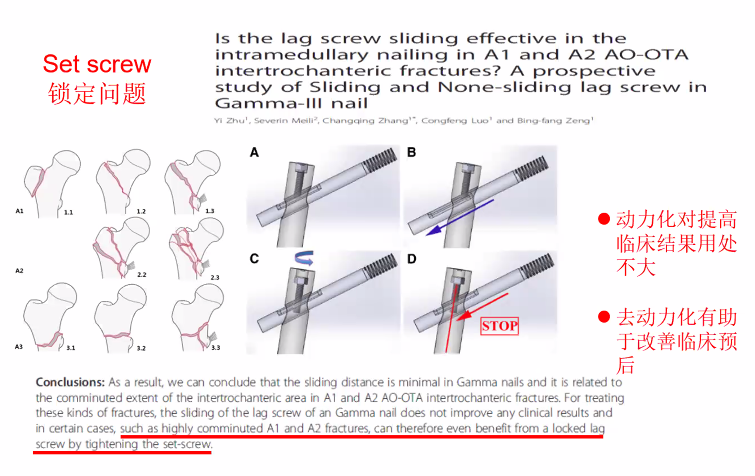 Set screw
锁定问题
Is the lag screw sliding effective in the
intramedullary nailing in A1 and A2 AO-OTA
intertrochanteric fractures? A prospective
study of Sliding and None-sliding lag screw in
Gamma-III nail
Yi Zhu¹, Severin Meili², Changqing Zhang¹*, Congfeng Luo¹ and Bing-fang Zeng¹
A1
1.1
1.2
1.3
A2
2.2
2.3
A3
3.1
3.2
3.3
A
B
C
D
STOP
动力化对提高
临床结果用处
不大
去动力化有助
于改善临床预
后
Conclusions: As a result, we can conclude that the sliding distance is minimal in Gamma nails and it is related to
the comminuted extent of the intertrochanteric area in A1 and A2 AO-OTA intertrochanteric fractures. For treating
these kinds of fractures, the sliding of the lag screw of an Gamma nail does not improve any clinical results and
in certain cases, such as highly comminuted A1 and A2 fractures, can therefore even benefit from a locked lag
screw by tightening the set-screw.